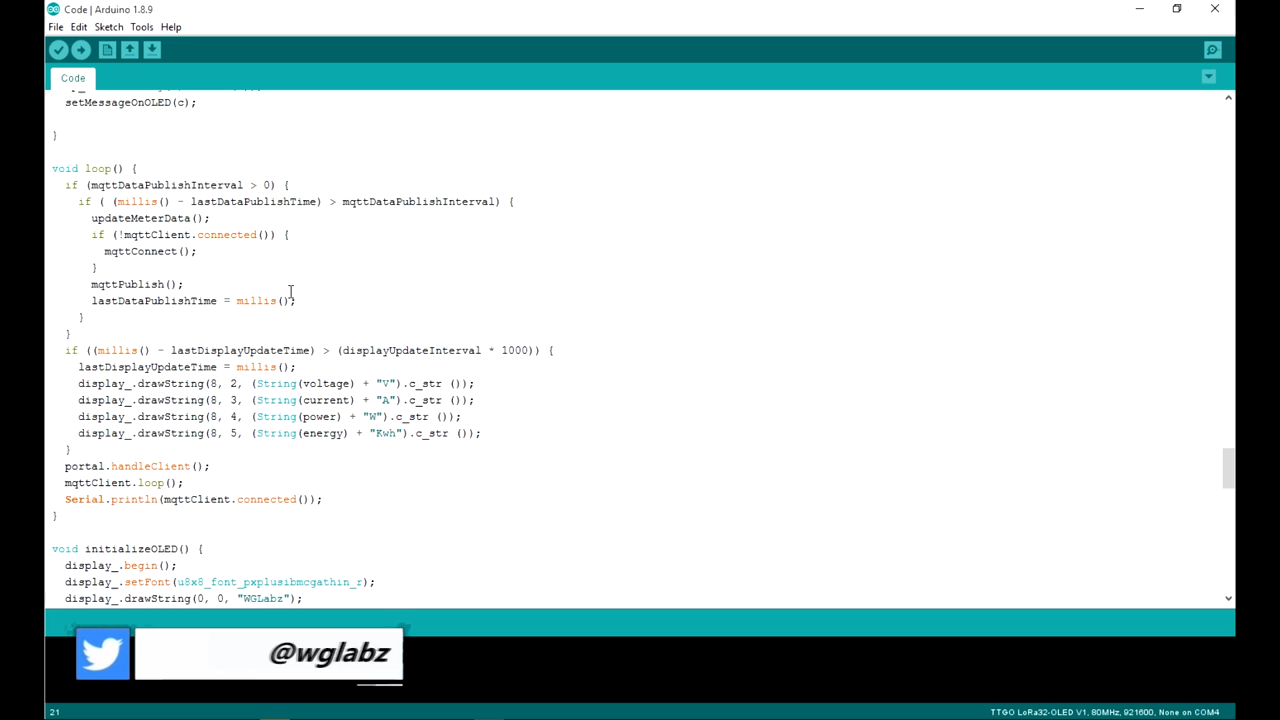 Code | Arduino 1.8.9
File Edit Sketch Tools Help
Code
setMessageOnOLED(c);
}
void loop() {
if (mqttDataPublishInterval > 0) {
if ( (millis() - lastDataPublishTime) > mqttDataPublishInterval) {
updateMeterData();
if (!mqttClient.connected()) {
mqttConnect();
}
mqttPublish();
lastDataPublishTime = millis();
}
}
if ((millis() - lastDisplayUpdateTime) > (displayUpdateInterval * 1000)) {
lastDisplayUpdateTime = millis();
display_.drawString(8, 2, (String(voltage) + "V").c_str ());
display_.drawString(8, 3, (String(current) + "A").c_str ());
display_.drawString(8, 4, (String(power) + "W").c_str ());
display_.drawString(8, 5, (String(energy) + "Kwh").c_str ());
}
portal.handleClient();
mqttClient.loop();
Serial.println(mqttClient.connected());
}
void initializeOLED() {
display_.begin();
display_.setFont(u8x8_font_pxplusibmcgathin_r);
display_.drawString(0, 0, "WGLabz");
@wglabz
21 TTGO LoRa32-OLED V1, 80MHz, 921600, None on COM4